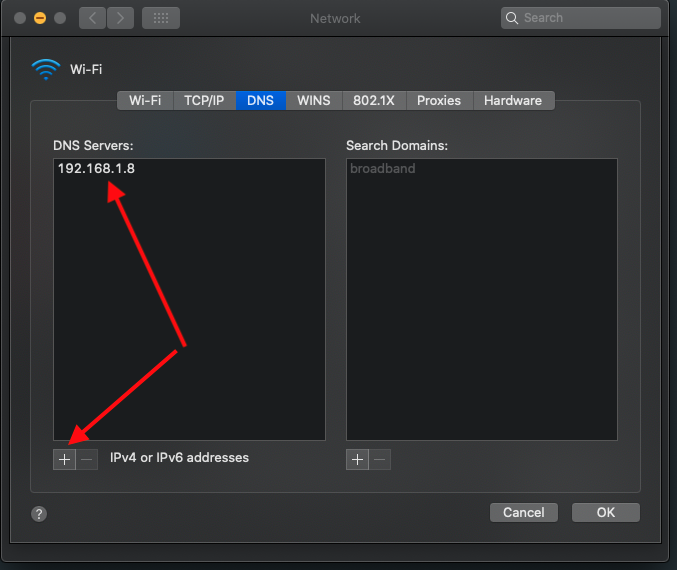 Network
Search
Wi-Fi
Wi-Fi TCP/IP DNS WINS 802.1X Proxies Hardware
DNS Servers: Search Domains:
192.168.1.8 broadband
+ − IPv4 or IPv6 addresses + −
? Cancel OK